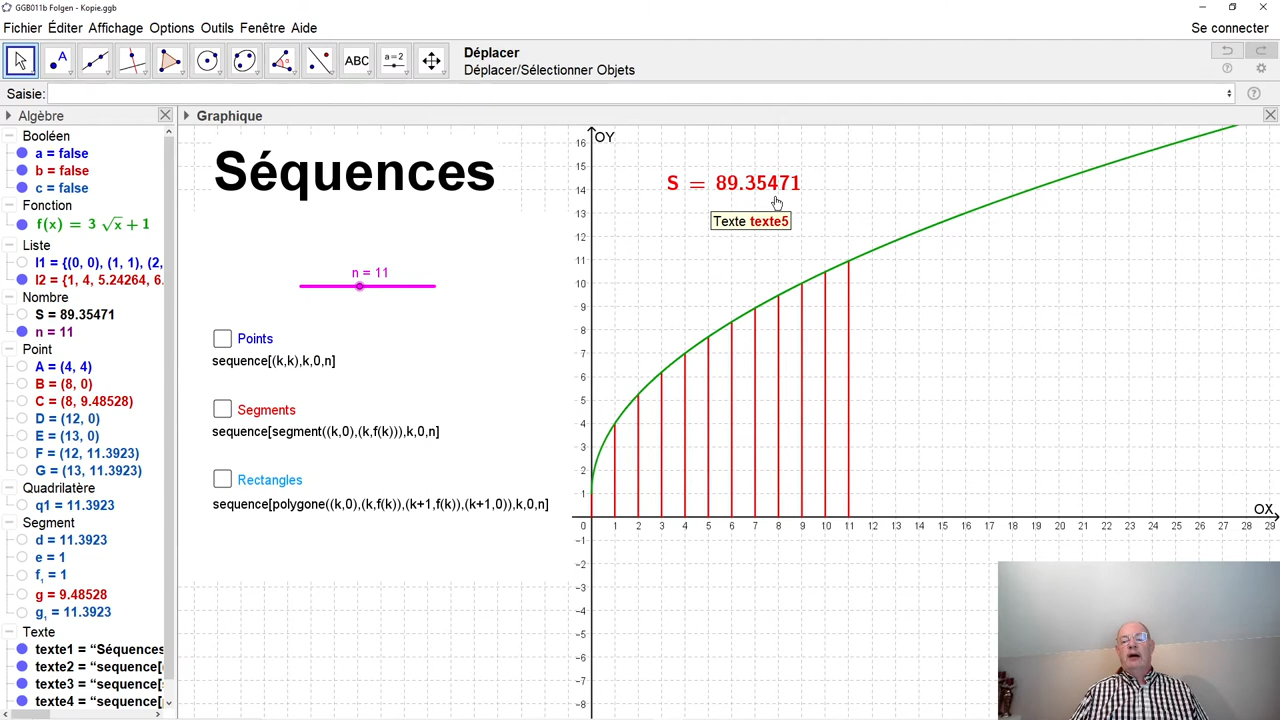 GGB011b Folgen - Kopie.ggb
Fichier Éditer Affichage Options Outils Fenêtre Aide
Se connecter
ABC
a=2
A
Déplacer
Déplacer/Sélectionner Objets
Saisie:
Algèbre
Graphique
Booléen
a = false
b = false
c = false
Fonction
f(x) = 3 √x + 1
Liste
l1 = {(0, 0), (1, 1), (2,
l2 = {1, 4, 5.24264, 6.
Nombre
S = 89.35471
n = 11
Point
A = (4, 4)
B = (8, 0)
C = (8, 9.48528)
D = (12, 0)
E = (13, 0)
F = (12, 11.3923)
G = (13, 11.3923)
Quadrilatère
q1 = 11.3923
Segment
d = 11.3923
e = 1
f₁ = 1
g = 9.48528
g₁ = 11.3923
Texte
texte1 = “Séquences
texte2 = “sequence[
texte3 = “sequence[
texte4 = “sequence[
Séquences
n = 11
Points
sequence[(k,k),k,0,n]
Segments
sequence[segment((k,0),(k,f(k))),k,0,n]
Rectangles
sequence[polygone((k,0),(k,f(k)),(k+1,f(k)),(k+1,0)),k,0,n]
OY
S = 89.35471
Texte texte5
16
15
14
13
12
11
10
9
8
7
6
5
4
3
2
1
OX
0 1 2 3 4 5 6 7 8 9 10 11 12 13 14 15 16 17 18 19 20 21 22 23 24 25 26 27 28 29
−1
−2
−3
−4
−5
−6
−7
−8